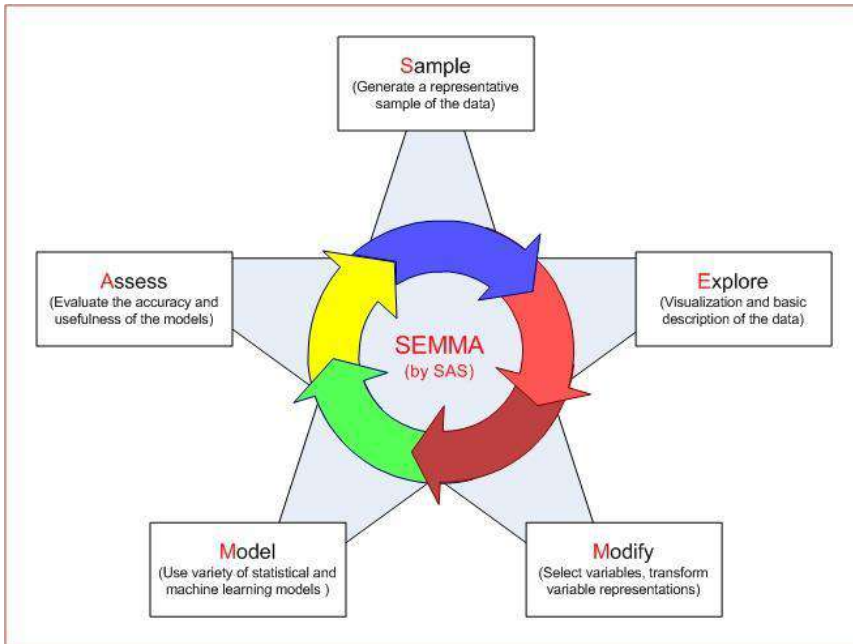 Sample
(Generate a representative
sample of the data)
Assess
(Evaluate the accuracy and
usefulness of the models)
Explore
(Visualization and basic
description of the data)
SEMMA
(by SAS)
Model
(Use variety of statistical and
machine learning models )
Modify
(Select variables, transform
variable representations)